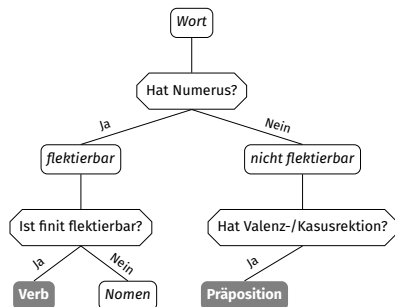 Wort
Hat Numerus?
Ja
Nein
flektierbar
nicht flektierbar
Ist finit flektierbar?
Hat Valenz-/Kasusrektion?
Ja
Nein
Ja
Verb
Nomen
Präposition